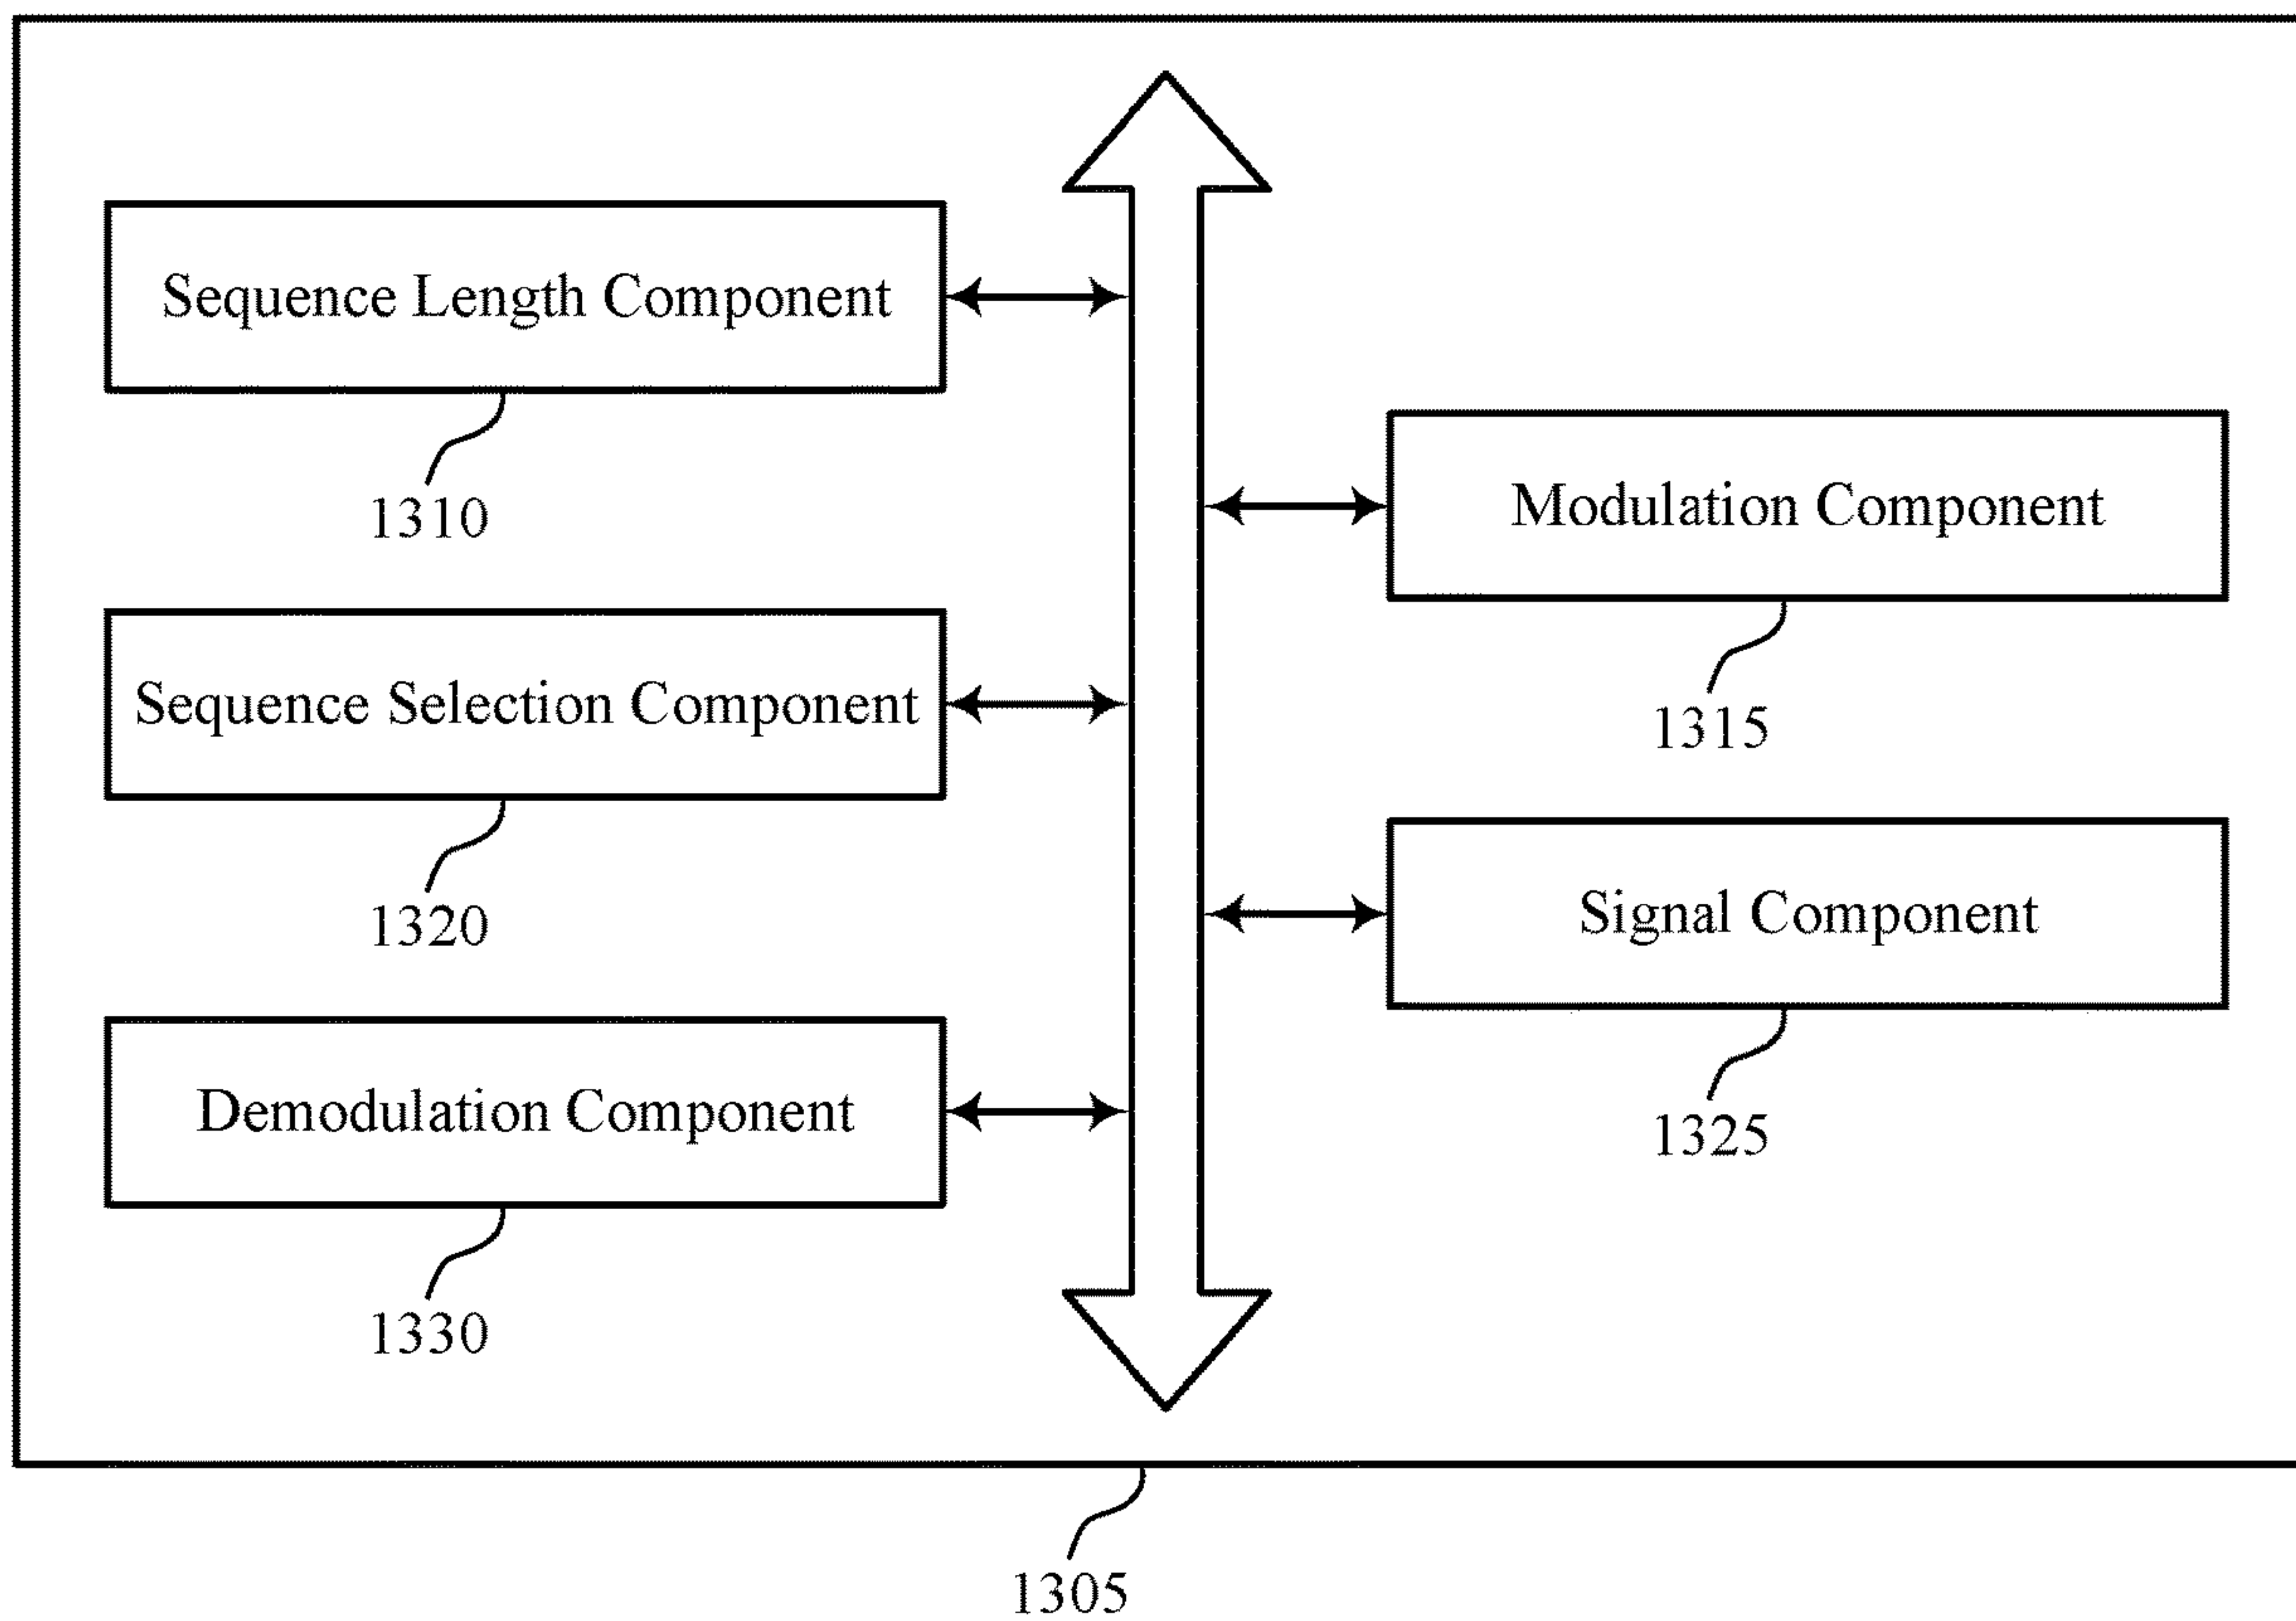 Sequence Length Component
1310
Modulation Component
1315
Sequence Selection Component
1320
Signal Component
1325
Demodulation Component
1330
1305